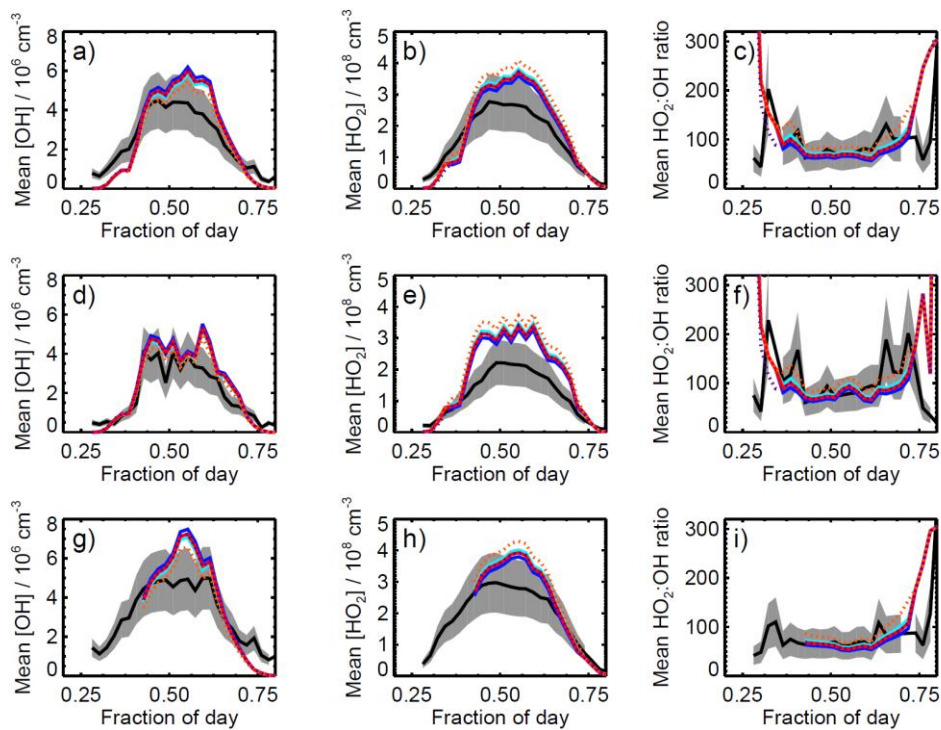 a)
Mean [OH] / 10⁶ cm⁻³
8
6
4
2
0
0.25 0.50 0.75
Fraction of day
b)
Mean [HO₂] / 10⁸ cm⁻³
5
4
3
2
1
0
0.25 0.50 0.75
Fraction of day
c)
Mean HO₂:OH ratio
300
200
100
0
0.25 0.50 0.75
Fraction of day
d)
Mean [OH] / 10⁶ cm⁻³
8
6
4
2
0
0.25 0.50 0.75
Fraction of day
e)
Mean [HO₂] / 10⁸ cm⁻³
5
4
3
2
1
0
0.25 0.50 0.75
Fraction of day
f)
Mean HO₂:OH ratio
300
200
100
0
0.25 0.50 0.75
Fraction of day
g)
Mean [OH] / 10⁶ cm⁻³
8
6
4
2
0
0.25 0.50 0.75
Fraction of day
h)
Mean [HO₂] / 10⁸ cm⁻³
5
4
3
2
1
0
0.25 0.50 0.75
Fraction of day
i)
Mean HO₂:OH ratio
300
200
100
0
0.25 0.50 0.75
Fraction of day